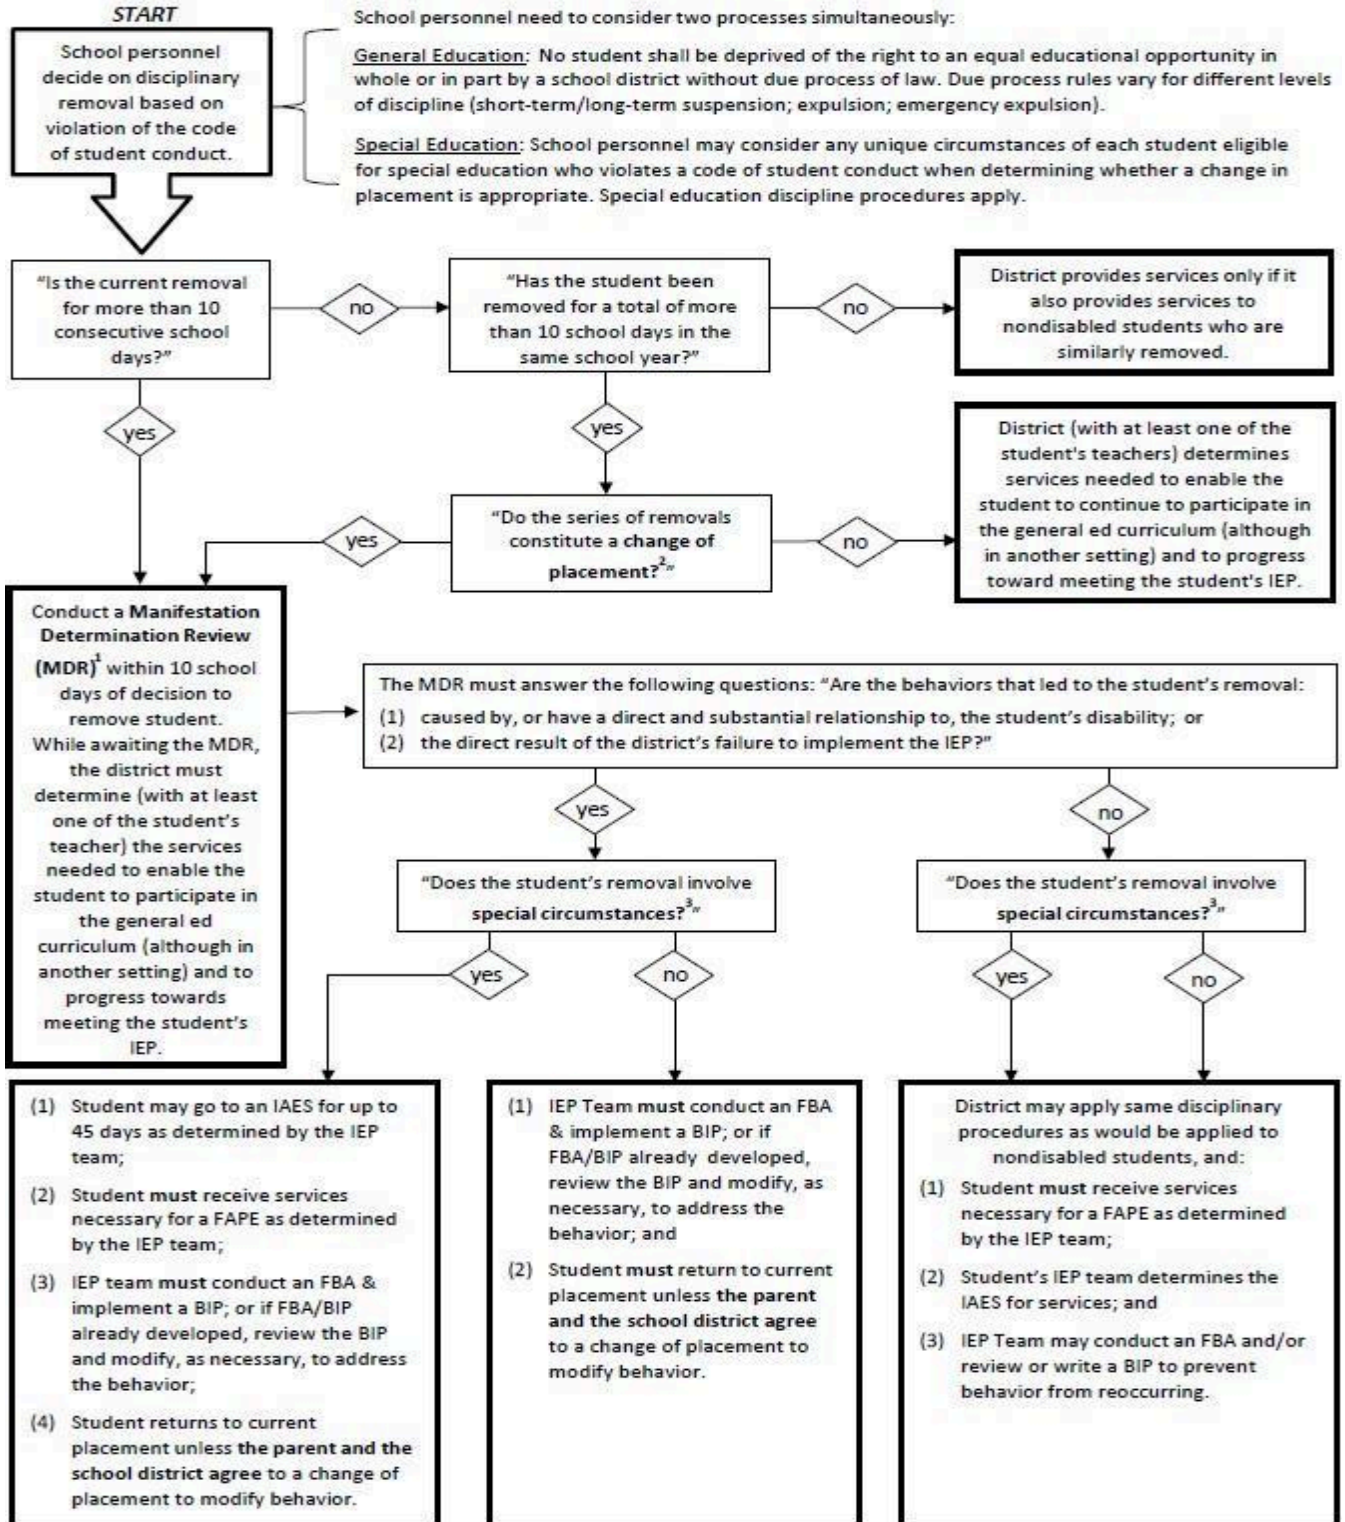 START
School personnel
decide on disciplinary
removal based on
violation of the code
of student conduct.
School personnel need to consider two processes simultaneously:
General Education: No student shall be deprived of the right to an equal educational opportunity in
whole or in part by a school district without due process of law. Due process rules vary for different levels
of discipline (short-term/long-term suspension; expulsion; emergency expulsion).
Special Education: School personnel may consider any unique circumstances of each student eligible
for special education who violates a code of student conduct when determining whether a change in
placement is appropriate. Special education discipline procedures apply.
“Is the current removal
for more than 10
consecutive school
days?”
no
“Has the student been
removed for a total of more
than 10 school days in the
same school year?”
no
District provides services only if it
also provides services to
nondisabled students who are
similarly removed.
yes
yes
“Do the series of removals
constitute a change of
placement?²”
yes
no
District (with at least one of the
student's teachers) determines
services needed to enable the
student to continue to participate in
the general ed curriculum (although
in another setting) and to progress
toward meeting the student's IEP.
Conduct a Manifestation
Determination Review
(MDR)¹ within 10 school
days of decision to
remove student.
While awaiting the MDR,
the district must
determine (with at least
one of the student’s
teacher) the services
needed to enable the
student to participate in
the general ed
curriculum (although in
another setting) and to
progress towards
meeting the student’s
IEP.
The MDR must answer the following questions: “Are the behaviors that led to the student’s removal:
(1) caused by, or have a direct and substantial relationship to, the student’s disability; or
(2) the direct result of the district’s failure to implement the IEP?”
yes
no
“Does the student’s removal involve
special circumstances?³”
“Does the student’s removal involve
special circumstances?³”
yes
no
yes
no
(1) Student may go to an IAES for up to
45 days as determined by the IEP
team;
(2) Student must receive services
necessary for a FAPE as determined
by the IEP team;
(3) IEP team must conduct an FBA &
implement a BIP; or if FBA/BIP
already developed, review the BIP
and modify, as necessary, to address
the behavior;
(4) Student returns to current
placement unless the parent and the
school district agree to a change of
placement to modify behavior.
(1) IEP Team must conduct an FBA
& implement a BIP; or if
FBA/BIP already developed,
review the BIP and modify, as
necessary, to address the
behavior; and
(2) Student must return to current
placement unless the parent
and the school district agree
to a change of placement to
modify behavior.
District may apply same disciplinary
procedures as would be applied to
nondisabled students, and:
(1) Student must receive services
necessary for a FAPE as determined
by the IEP team;
(2) Student’s IEP team determines the
IAES for services; and
(3) IEP Team may conduct an FBA and/or
review or write a BIP to prevent
behavior from reoccurring.